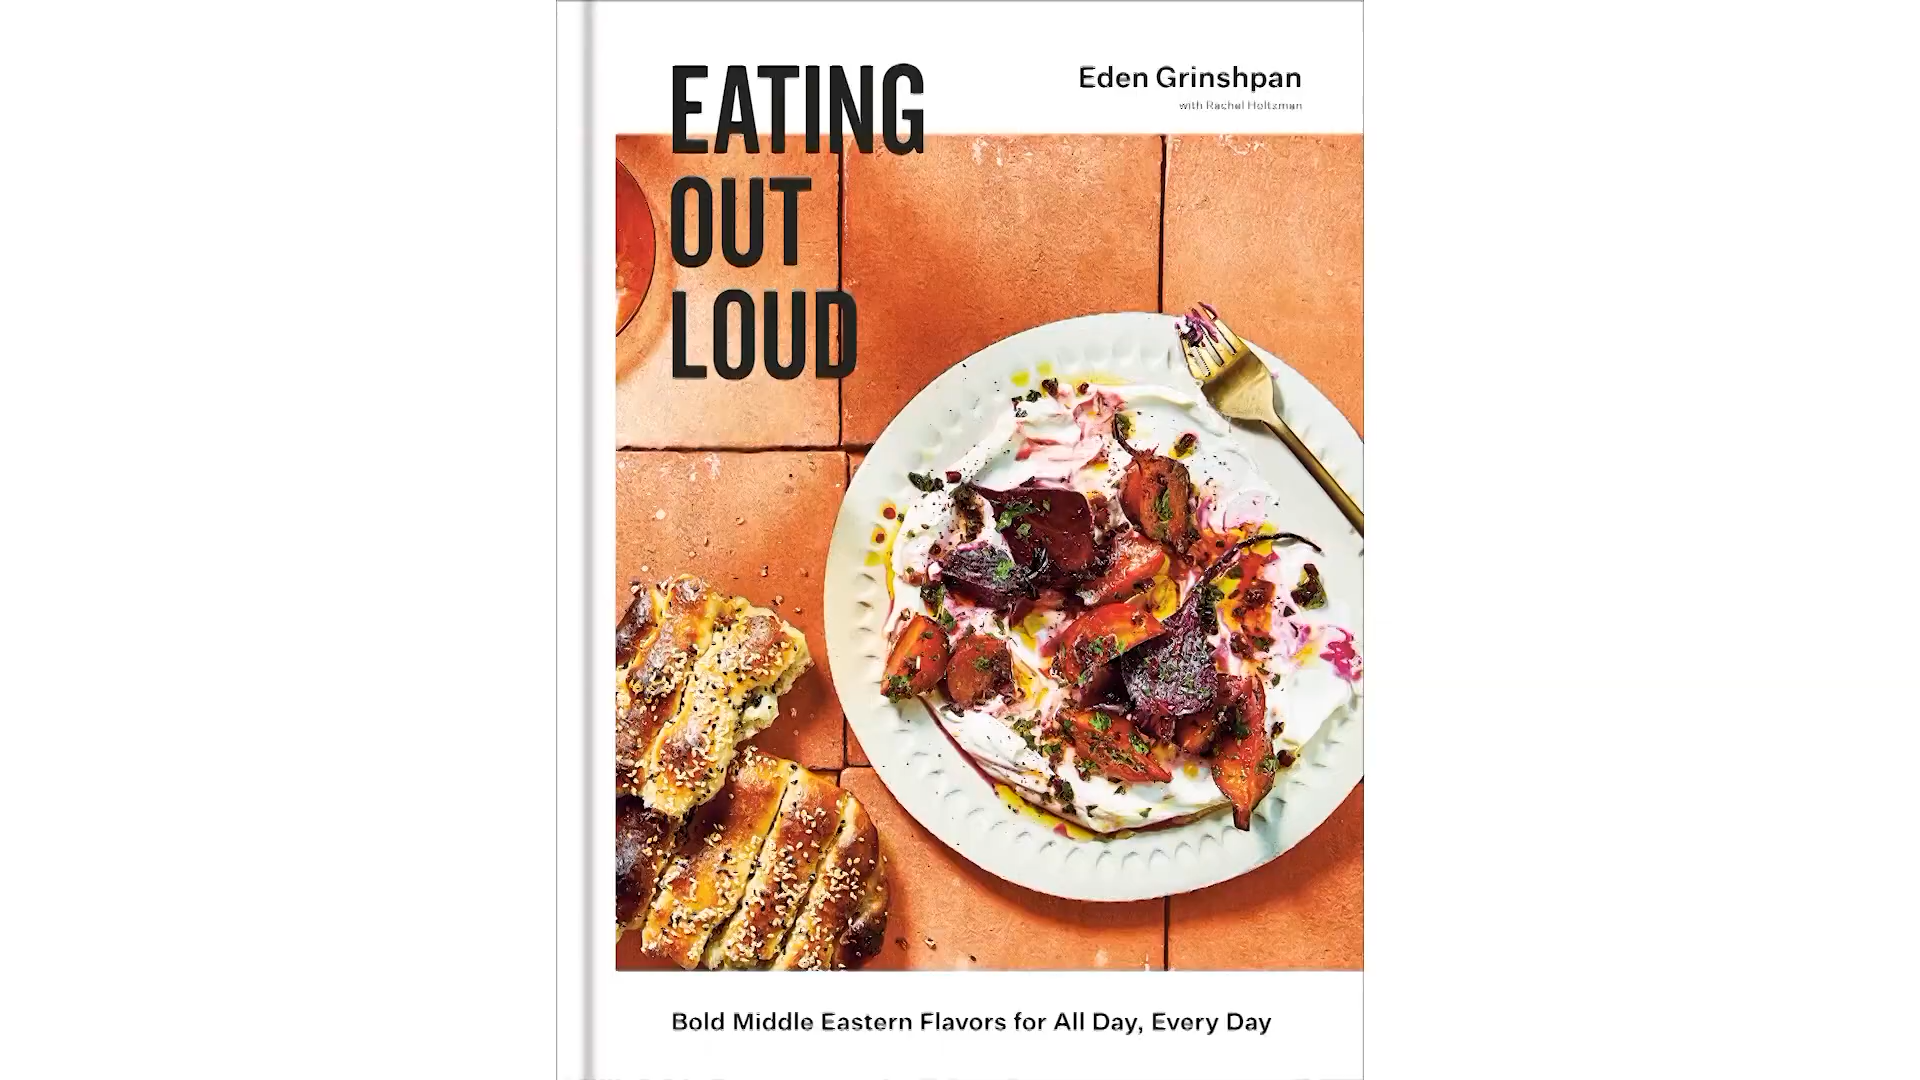 EATING
OUT
LOUD
Eden Grinshpan
with Rachel Holtzman
Bold Middle Eastern Flavors for All Day, Every Day